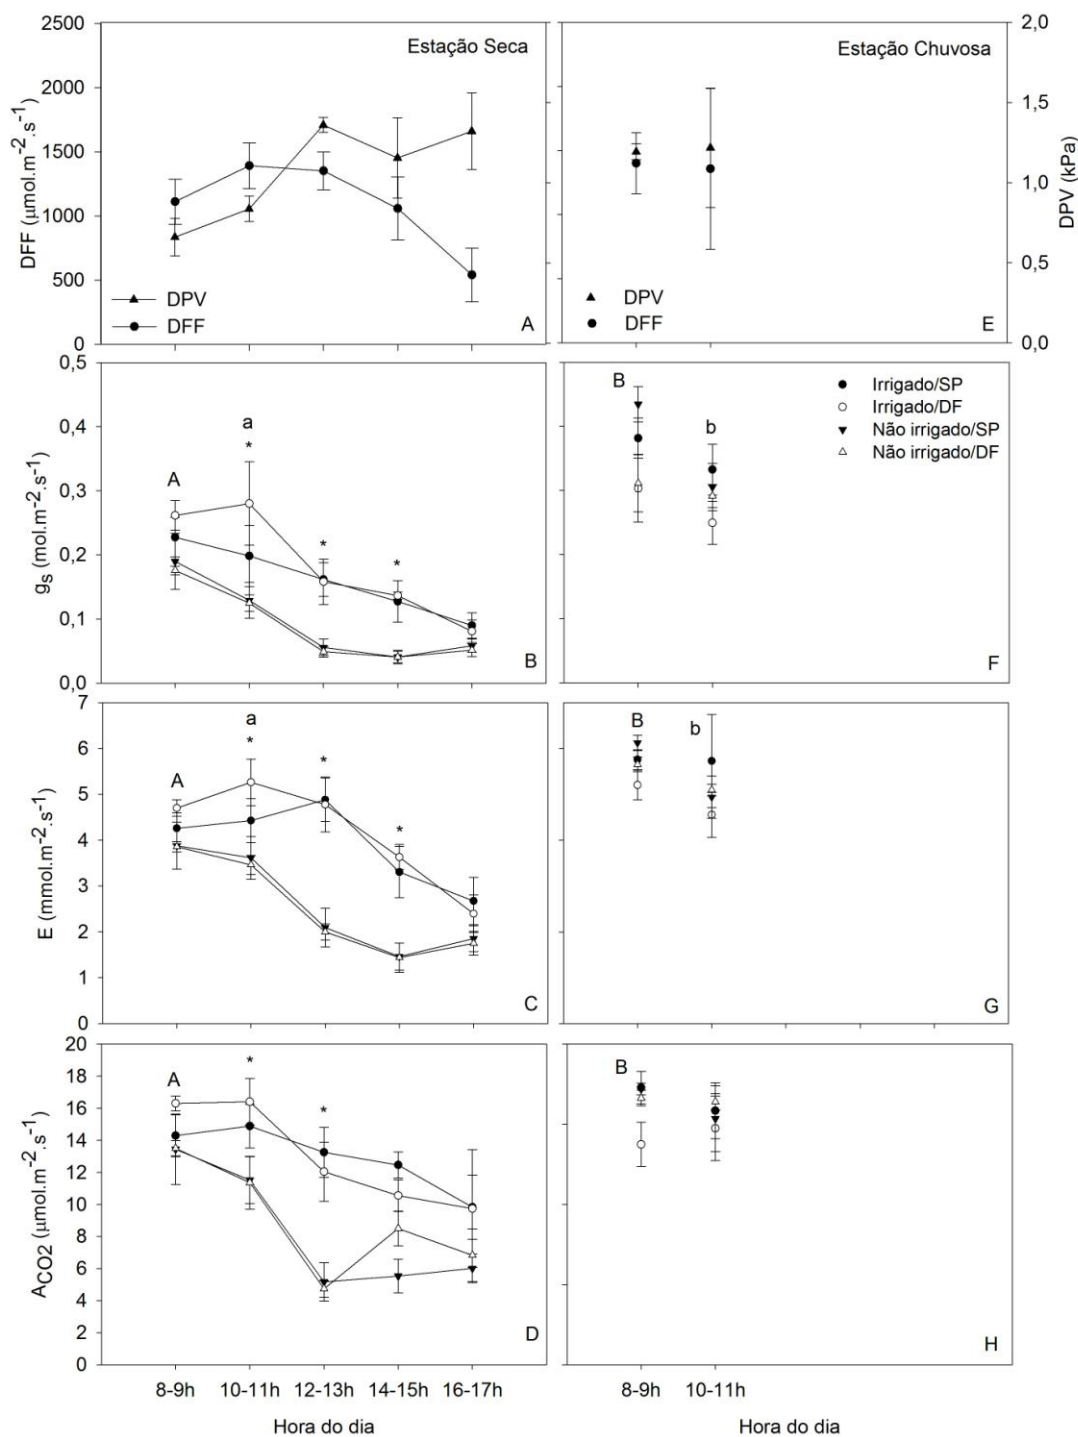 Estação Seca
2500
2000
1500
1000
500
0
DFF (μmol.m-2.s-1)
DPV
DFF
A
Estação Chuvosa
2,0
1,5
1,0
0,5
0,0
DPV (kPa)
DPV
DFF
E
0,5
0,4
0,3
0,2
0,1
0,0
gs (mol.m-2.s-1)
A
a
*
*
*
B
B
b
Irrigado/SP
Irrigado/DF
Não irrigado/SP
Não irrigado/DF
F
7
6
5
4
3
2
1
0
E (mmol.m-2.s-1)
A
a
*
*
*
C
B
b
G
20
18
16
14
12
10
8
6
4
2
0
ACO2 (μmol.m-2.s-1)
A
*
*
D
B
H
8-9h 10-11h 12-13h 14-15h 16-17h
Hora do dia
8-9h 10-11h
Hora do dia